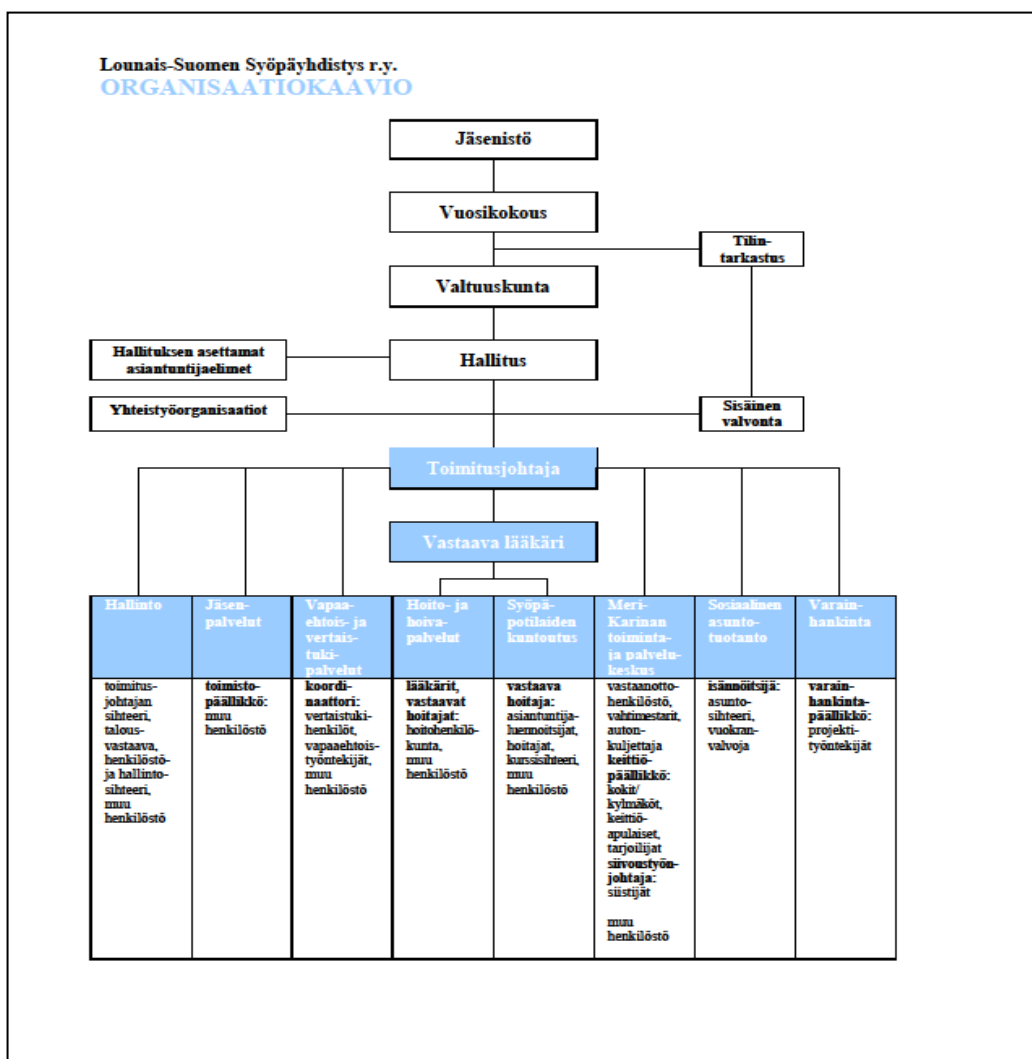 Lounais-Suomen Syöpäyhdistys r.y.
ORGANISAATIOKAAVIO
Jäsenistö
Vuosikokous
Tilin-
tarkastus
Valtuuskunta
Hallituksen asettamat
asiantuntijaelimet
Hallitus
Yhteistyöorganisaatiot
Sisäinen
valvonta
Toimitusjohtaja
Vastaava lääkäri
Hallinto
toimitus-
johtajan
sihteeri,
talous-
vastaava,
henkilöstö-
ja hallinto-
sihteeri,
muu
henkilöstö
Jäsen-
palvelut
toimisto-
päällikkö:
muu
henkilöstö
Vapaa-
ehtois- ja
vertais-
tuki-
palvelut
koordi-
naattori:
vertaistuki-
henkilöt,
vapaaehtois-
työntekijät,
muu
henkilöstö
Hoito- ja
hoiva-
palvelut
lääkärit,
vastaavat
hoitajat:
hoitohenkilö-
kunta,
muu
henkilöstö
Syöpä-
potilaiden
kuntoutus
vastaava
hoitaja:
asiantuntija-
luennoitsijat,
hoitajat,
kurssisihteeri,
muu
henkilöstö
Meri-
Karinan
toiminta-
ja palvelu-
keskus
vastaanotto-
henkilöstö,
vahtimestarit,
auton-
kuljettaja
keittiö-
päällikkö:
kokit/
kylmäköt,
keittiö-
apulaiset,
tarjoilijat
siivoustyön-
johtaja:
siistijät
muu
henkilöstö
Sosiaalinen
asunto-
tuotanto
isännöitsijä:
asunto-
sihteeri,
vuokran-
valvoja
Varain-
hankinta
varain-
hankinta-
päällikkö:
projekti-
työntekijät